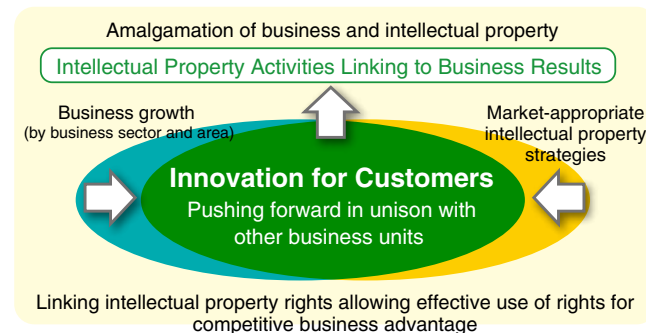 Amalgamation of business and intellectual property
Intellectual Property Activities Linking to Business Results
Business growth
(by business sector and area)
Market-appropriate
intellectual property
strategies
Innovation for Customers
Pushing forward in unison with
other business units
Linking intellectual property rights allowing effective use of rights for
competitive business advantage